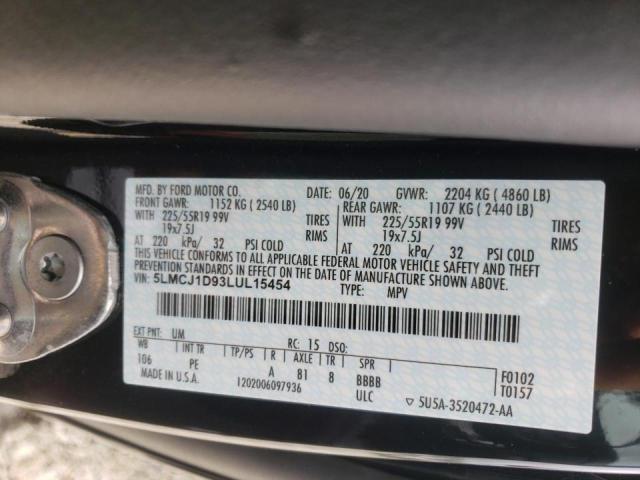 MFD. BY FORD MOTOR CO. DATE: 06/20 GVWR: 2204 KG ( 4860 LB)
FRONT GAWR: 1152 KG ( 2540 LB) REAR GAWR: 1107 KG ( 2440 LB)
WITH 225/55R19 99V TIRES WITH 225/55R19 99V TIRES
19x7.5J RIMS 19x7.5J RIMS
AT 220 kPa/ 32 PSI COLD AT 220 kPa/ 32 PSI COLD
THIS VEHICLE CONFORMS TO ALL APPLICABLE FEDERAL MOTOR VEHICLE SAFETY AND THEFT
PREVENTION STANDARDS IN EFFECT ON THE DATE OF MANUFACTURE SHOWN ABOVE.
VIN: 5LMCJ1D93LUL15454 TYPE: MPV
EXT PNT: UM RC: 15 DSO:
WB INT TR TP/PS R AXLE TR SPR
106 PE A 81 8 BBBB F0102
T0157
MADE IN U.S.A. I202006097936 ULC ▽ 5U5A-3520472-AA